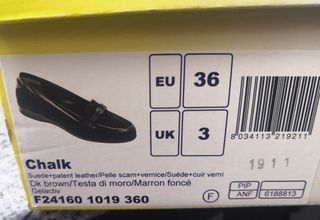 EU 36
UK 3
8 034113 219211
Chalk
Suede+patent leather/Pelle scam+vernice/Suède+cuir verni
Dk brown/Testa di moro/Marron foncé
Gelactiv
F24160 1019 360
1911
F
PIP
ANF 6188813